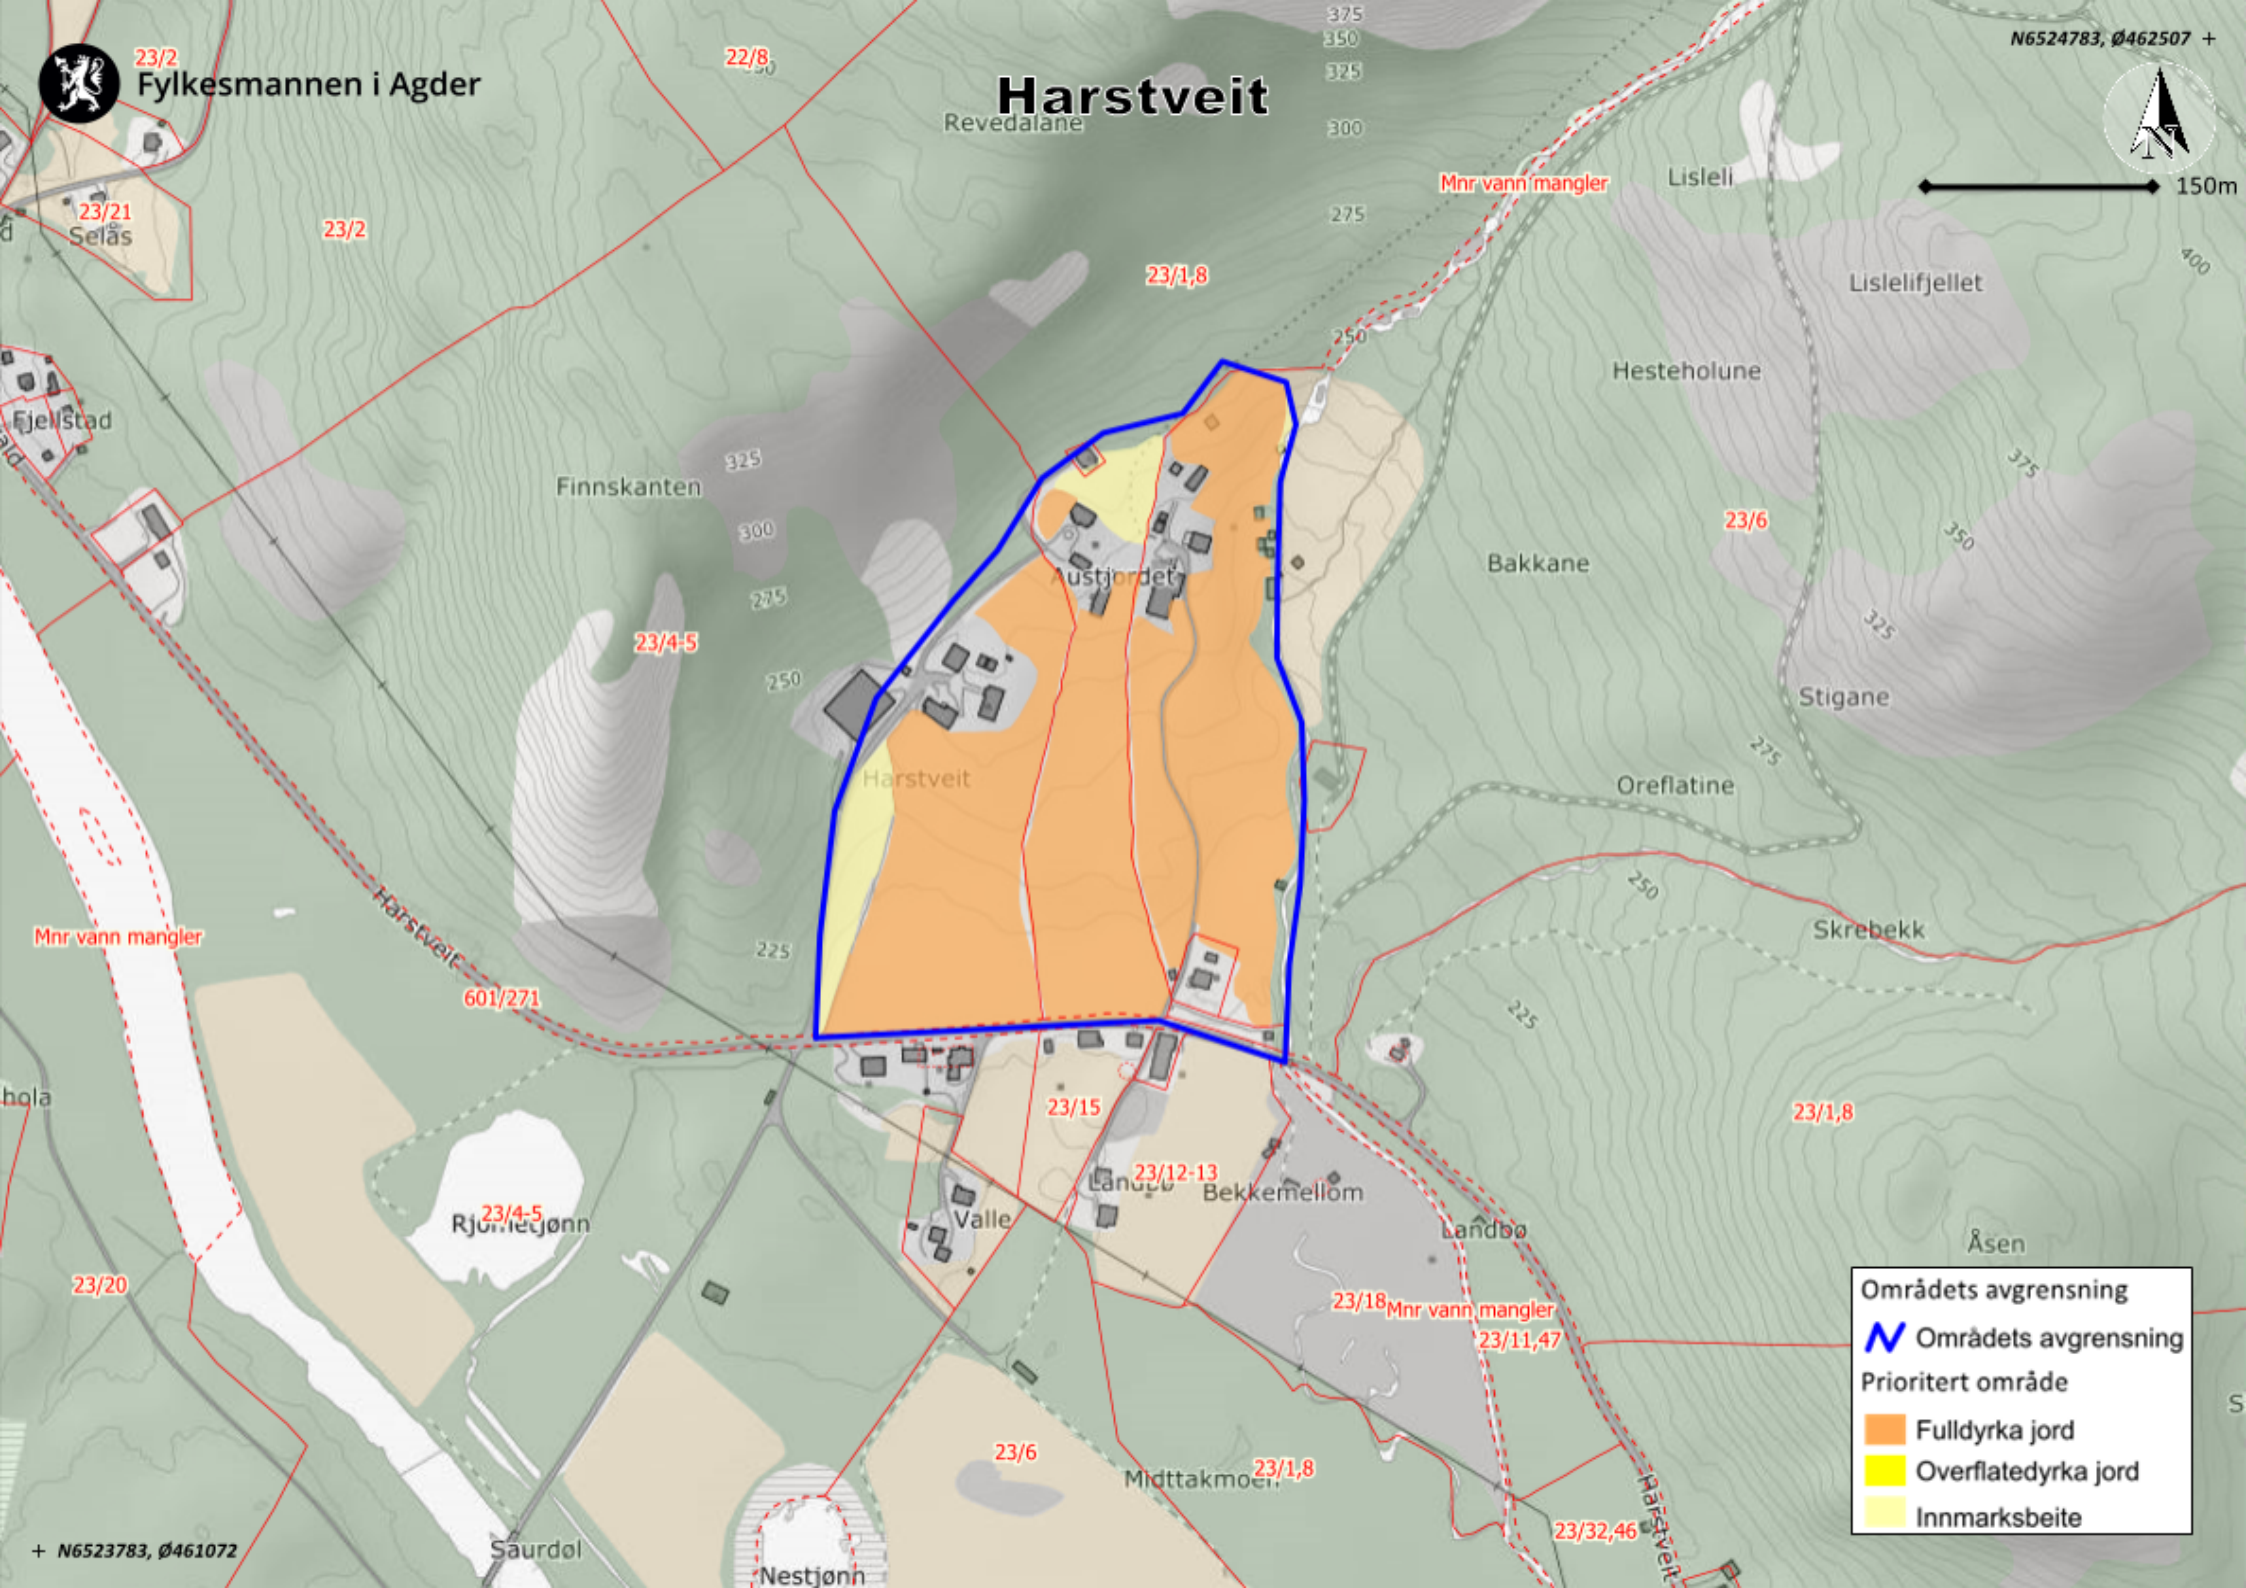 375
350
N6524783, Ø462507
23/2
22/8
325
Fylkesmannen i Agder
Harstveit
Revedalane
300
Lisleli
Mnr vann mangler
150m
23/21
Selås
23/2
275
400
23/1,8
Lislelifjellet
250
Hesteholune
Fjellstad
325
375
Finnskanten
23/6
300
350
Bakkane
Austjordet
275
325
23/4-5
250
Stigane
275
Harstveit
Oreflatine
250
Harstveit
Skrebekk
Mnr vann mangler
225
601/271
225
hola
23/15
23/1,8
23/12-13
Landbø
Bekkemellom
23/4-5
Rjometjønn
Valle
Landbø
Åsen
23/20
Områdets avgrensning
23/18
Mnr vann mangler
23/11,47
Områdets avgrensning
Prioritert område
Fulldyrka jord
23/6
Midttakmoen
23/1,8
Overflatedyrka jord
Innmarksbeite
23/32,46
Harstveit
N6523783, Ø461072
Saurdøl
Nestjønn